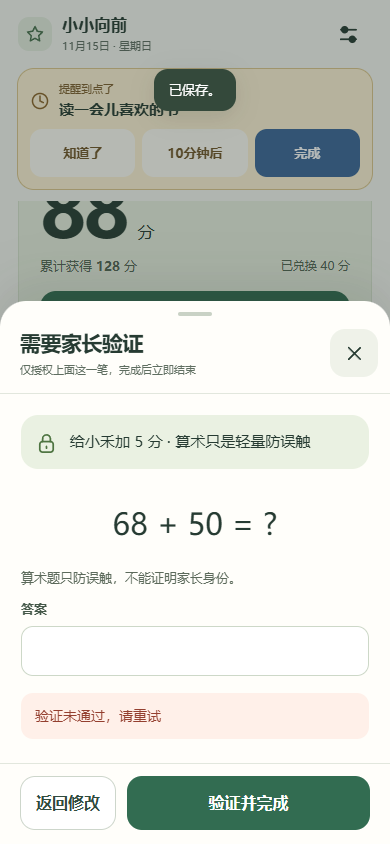 小小向前
11月15日 · 星期日
提醒到点了
已保存。
读一会儿喜欢的书
知道了
10分钟后
完成
88 分
累计获得 128 分
已兑换 40 分
需要家长验证
仅授权上面这一笔，完成后立即结束
给小禾加 5 分 · 算术只是轻量防误触
68 + 50 = ?
算术题只防误触，不能证明家长身份。
答案
验证未通过，请重试
返回修改
验证并完成